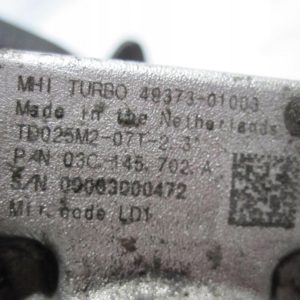 MHI TURBO 49373-01003
Made in the Netherlands
TD025M2-07T-2.3
P/N 03C.145.702.A
S/N 09063000472
Mfr. code LD1